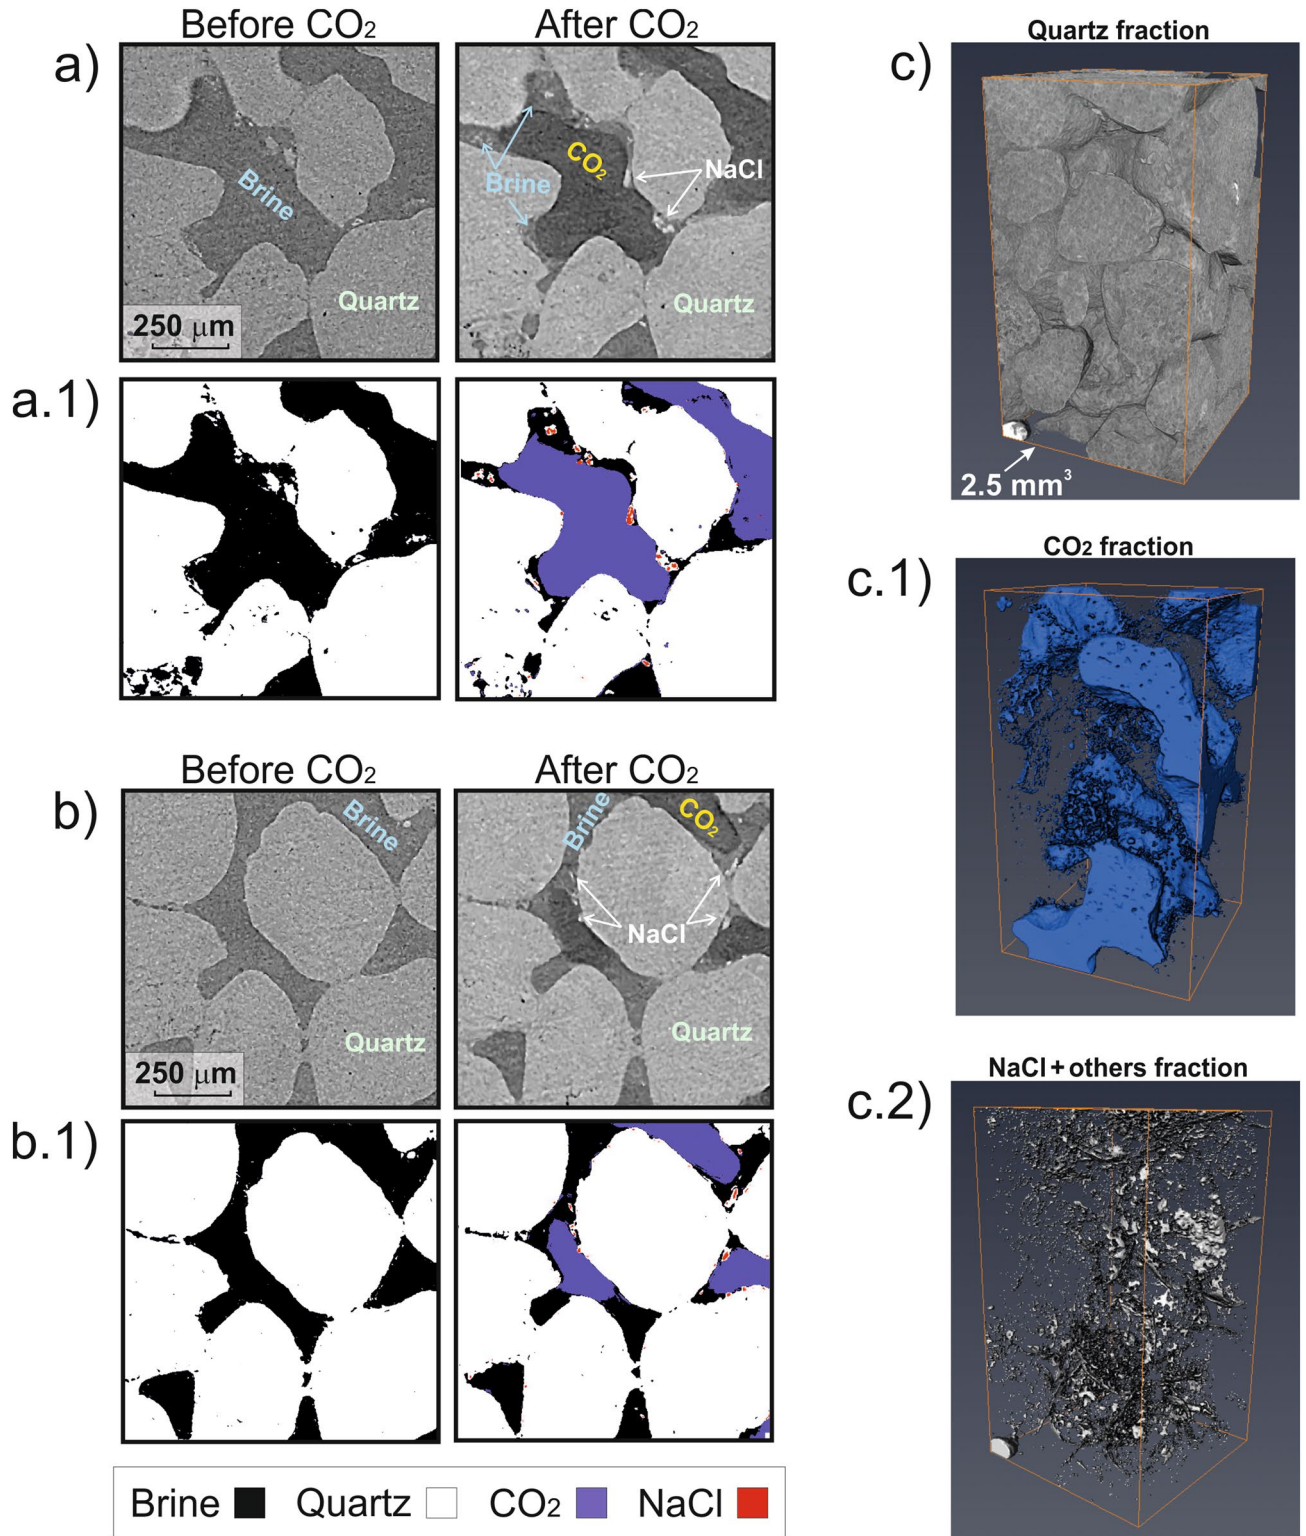 Before CO₂
After CO₂
a)
Brine
Quartz
250 μm
CO₂
NaCl
Brine
Quartz
a.1)
Before CO₂
After CO₂
b)
Brine
Quartz
250 μm
Brine
CO₂
NaCl
Quartz
b.1)
Brine
Quartz
CO₂
NaCl
c)
Quartz fraction
2.5 mm³
CO₂ fraction
c.1)
NaCl + others fraction
c.2)